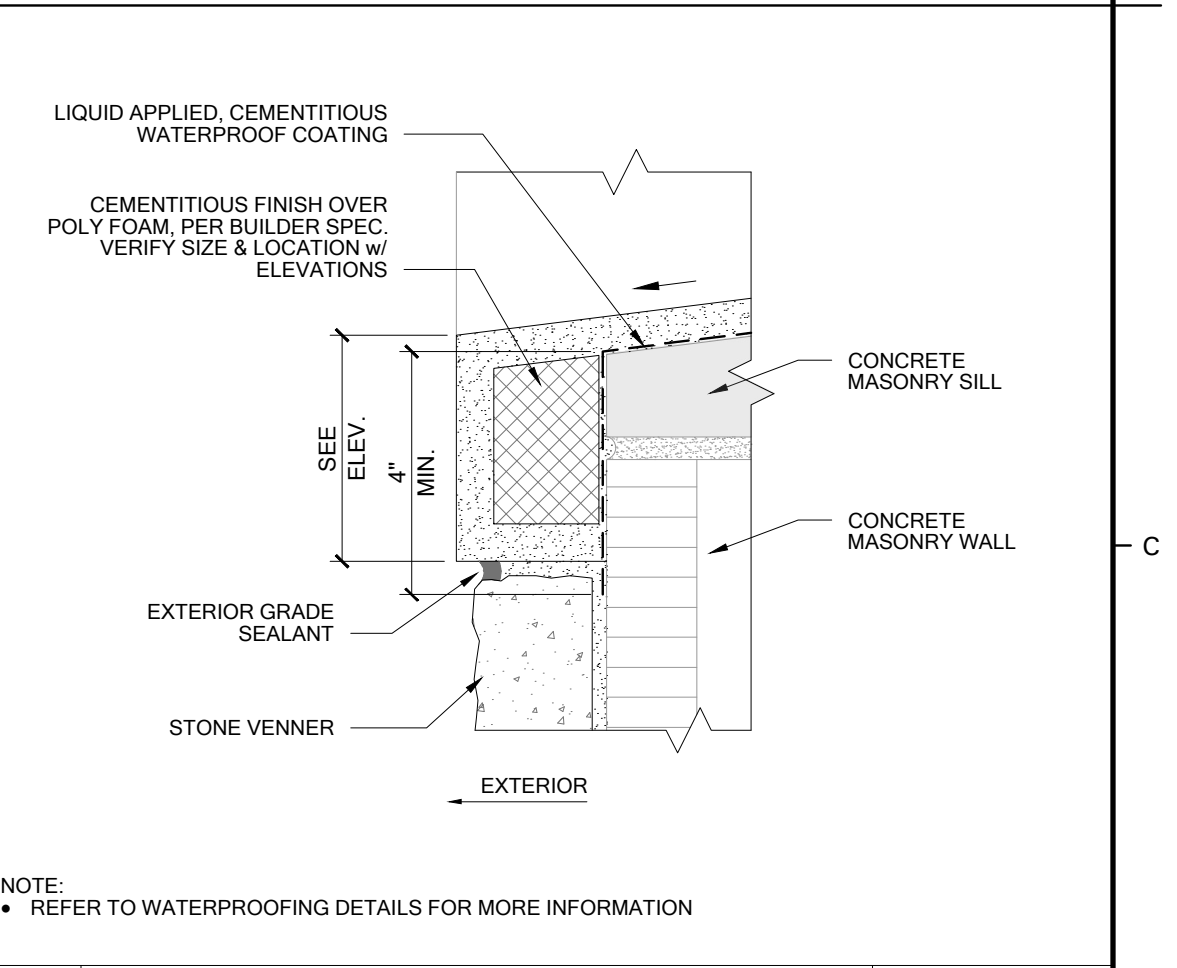 LIQUID APPLIED, CEMENTITIOUS
WATERPROOF COATING
CEMENTITIOUS FINISH OVER
POLY FOAM, PER BUILDER SPEC.
VERIFY SIZE & LOCATION w/
ELEVATIONS
SEE
ELEV.
4"
MIN.
CONCRETE
MASONRY SILL
CONCRETE
MASONRY WALL
C
EXTERIOR GRADE
SEALANT
STONE VENNER
EXTERIOR
NOTE:
• REFER TO WATERPROOFING DETAILS FOR MORE INFORMATION